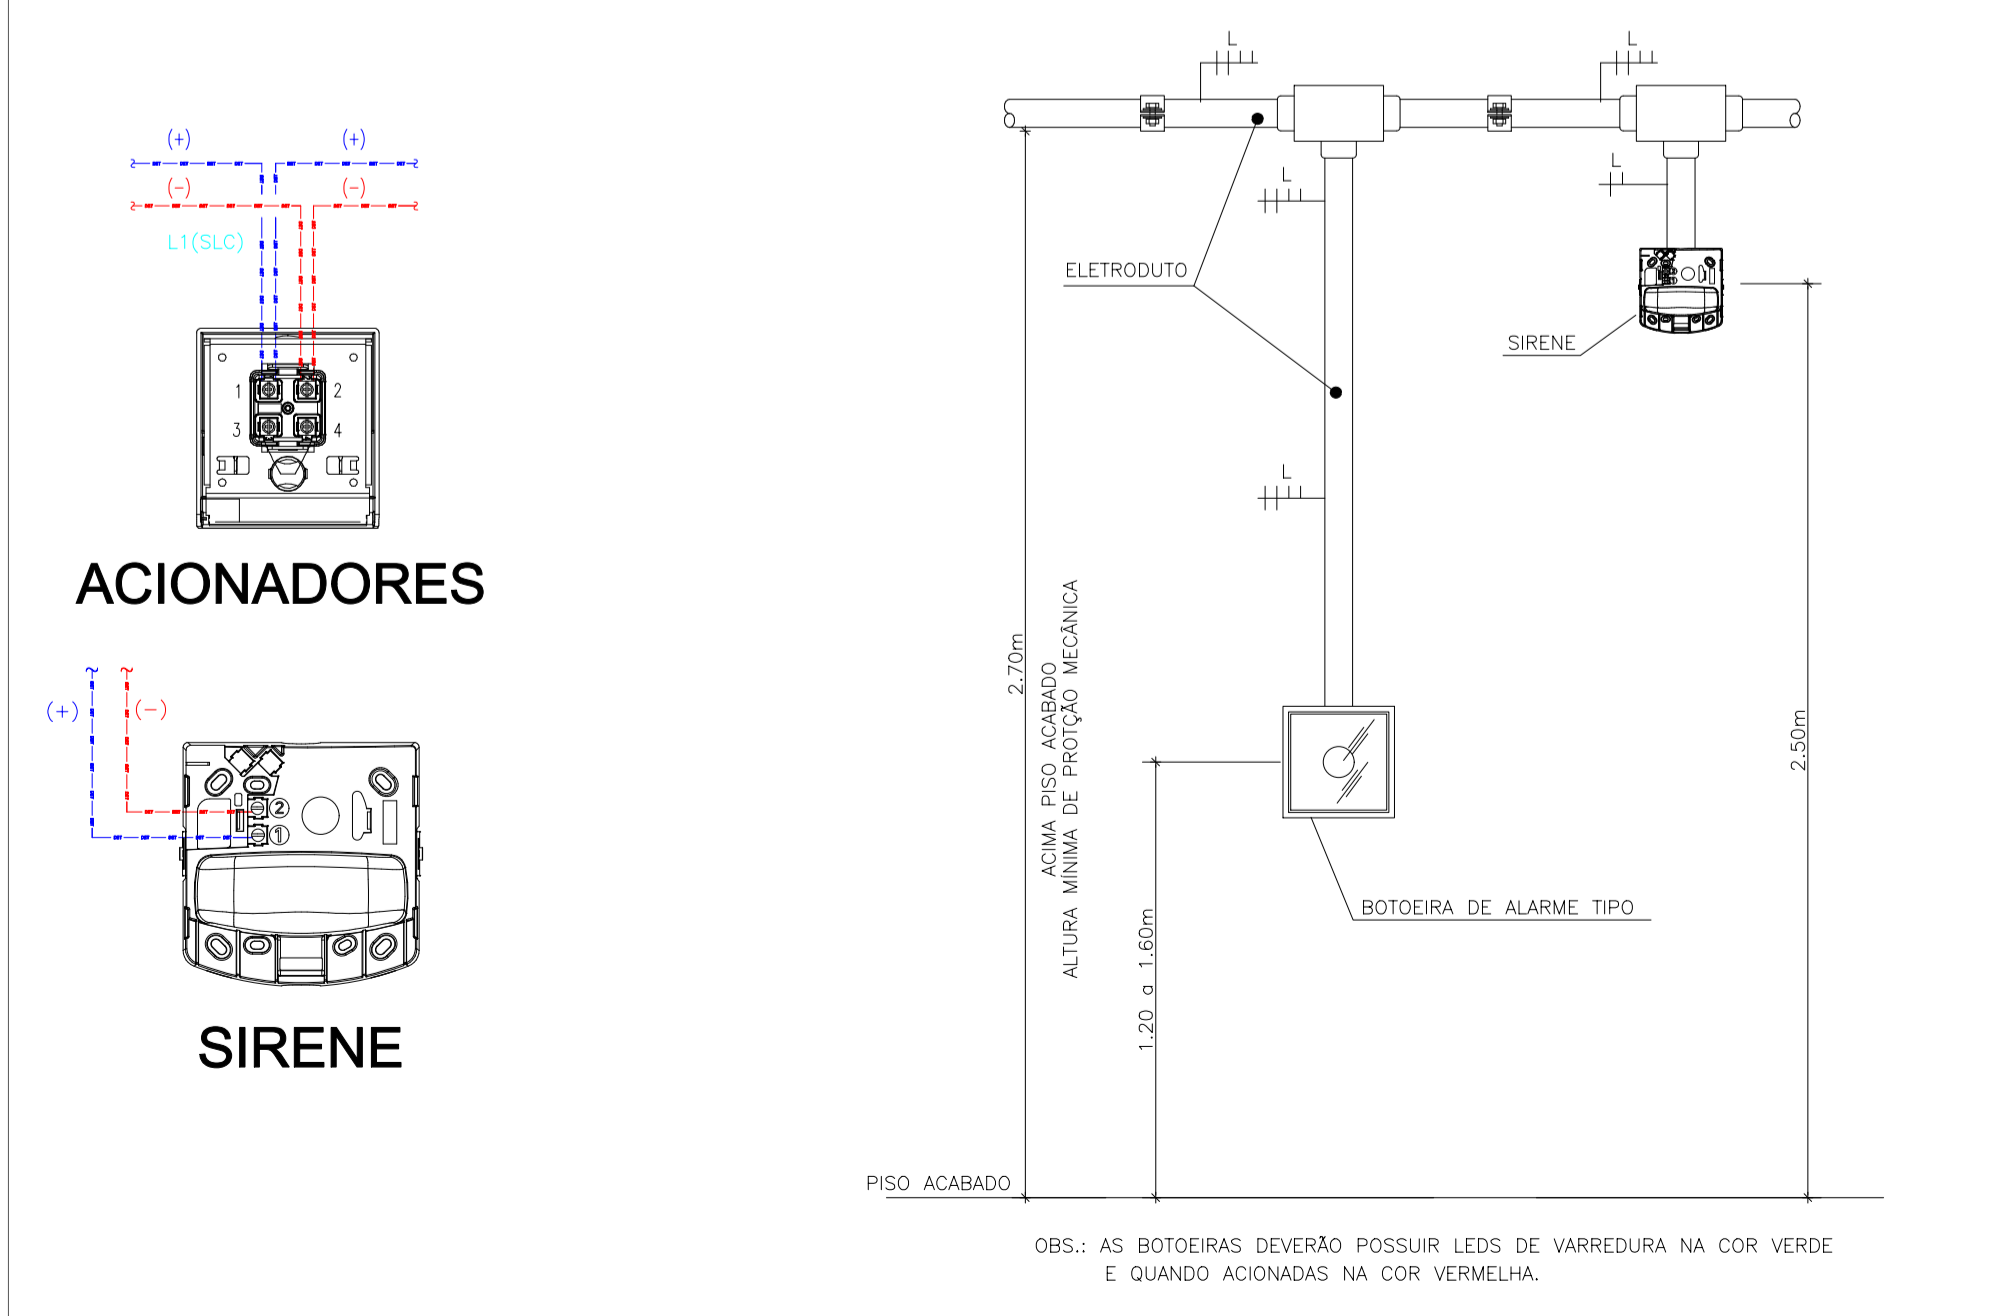 (+) (+)
(-) (-)
L1(SLC)
1 2
3 4
ACIONADORES
(+) (-)
2
1
SIRENE
L L
L L
ELETRODUTO
SIRENE
L
2.70m
ACIMA PISO ACABADO
ALTURA MÍNIMA DE PROTÇÃO MECÂNICA
2.50m
1.20 a 1.60m
BOTOEIRA DE ALARME TIPO
PISO ACABADO
OBS.: AS BOTOEIRAS DEVERÃO POSSUIR LEDS DE VARREDURA NA COR VERDE
E QUANDO ACIONADAS NA COR VERMELHA.